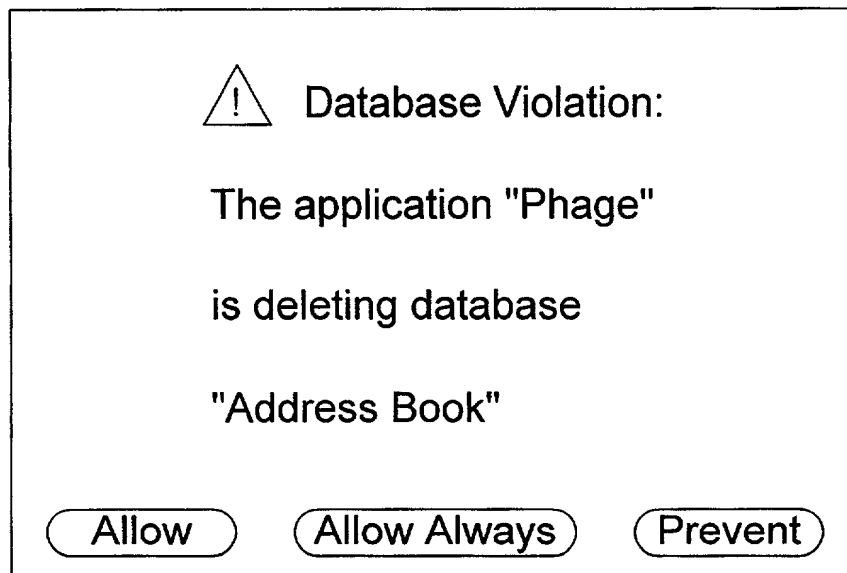 ! Database Violation:
The application "Phage"
is deleting database
"Address Book"
Allow Allow Always Prevent